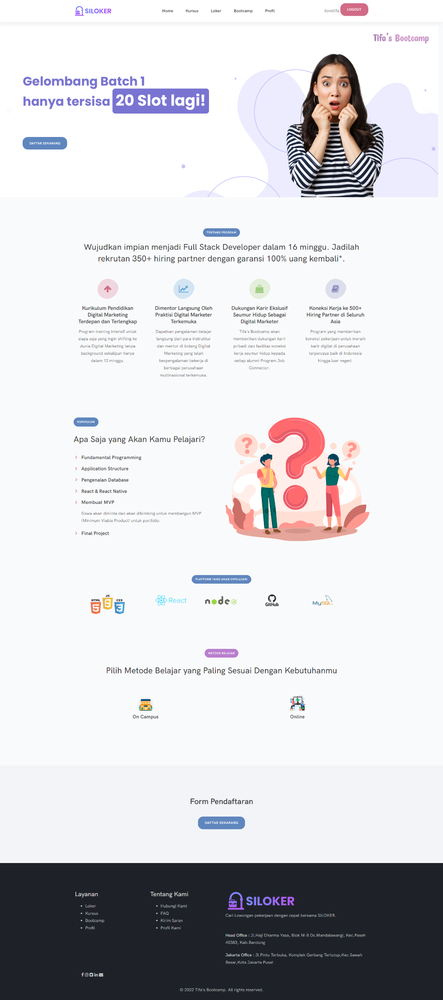 SILOKER
Home Kursus Loker Bootcamp Profil
ilovetifa LOGOUT
Tifa's Bootcamp
Gelombang Batch 1
hanya tersisa 20 Slot lagi!
DAFTAR SEKARANG
TENTANG PROGRAM
Wujudkan impian menjadi Full Stack Developer dalam 16 minggu. Jadilah
rekrutan 350+ hiring partner dengan garansi 100% uang kembali*.
Kurikulum Pendidikan
Digital Marketing
Terdepan dan Terlengkap
Program training intensif untuk
siapa saja yang ingin shifting ke
dunia Digital Marketing tanpa
background sekalipun hanya
dalam 12 minggu.
Dimentor Langsung Oleh
Praktisi Digital Marketer
Terkemuka
Dapatkan pengalaman belajar
langsung dari para instruktur
dan mentor di bidang Digital
Marketing yang telah
berpengalaman bekerja di
berbagai perusahaan
multinasional terkemuka.
Dukungan Karir Ekslusif
Seumur Hidup Sebagai
Digital Marketer
Tifa's Bootcamp akan
memberikan dukungan karir
pribadi dan fasilitas koneksi
kerja seumur hidup kepada
setiap alumni Program Job
Connector.
Koneksi Kerja ke 500+
Hiring Partner di Seluruh
Asia
Program yang memberikan
koneksi pekerjaan untuk meraih
karir digital di perusahaan
terpercaya baik di Indonesia
hingga luar negeri.
KURIKULUM
Apa Saja yang Akan Kamu Pelajari?
Fundamental Programming
Application Structure
Pengenalan Database
React & React Native
Membuat MVP
Siswa akan diminta dan akan dibimbing untuk membangun MVP
(Minimum Viable Product) untuk portfolio.
Final Project
? ? ?
PLATFORM YANG AKAN DIPELAJARI
HTML JS CSS
5 5 3
React
node JS
GitHub
MySQL
METODE BELAJAR
Pilih Metode Belajar yang Paling Sesuai Dengan Kebutuhanmu
On Campus
Online
Form Pendaftaran
DAFTAR SEKARANG
Layanan
• Loker
• Kursus
• Bootcamp
• Profil
Tentang Kami
• Hubungi Kami
• FAQ
• Kirim Saran
• Profil Kami
SILOKER
Cari Lowongan pekerjaan dengan cepat bersama SILOKER.
Head Office : Jl.Haji Dharma Yasa, Blok M-8 Ds.Mandalawangi, Kec.Paseh
40383, Kab.Bandung
Jakarta Office : Jl.Pintu Terbuka, Komplek Gerbang Tertutup,Kec.Sawah
Besar,Kota Jakarta Pusat
© 2022 Tifa's Bootcamp. All rights reserved.